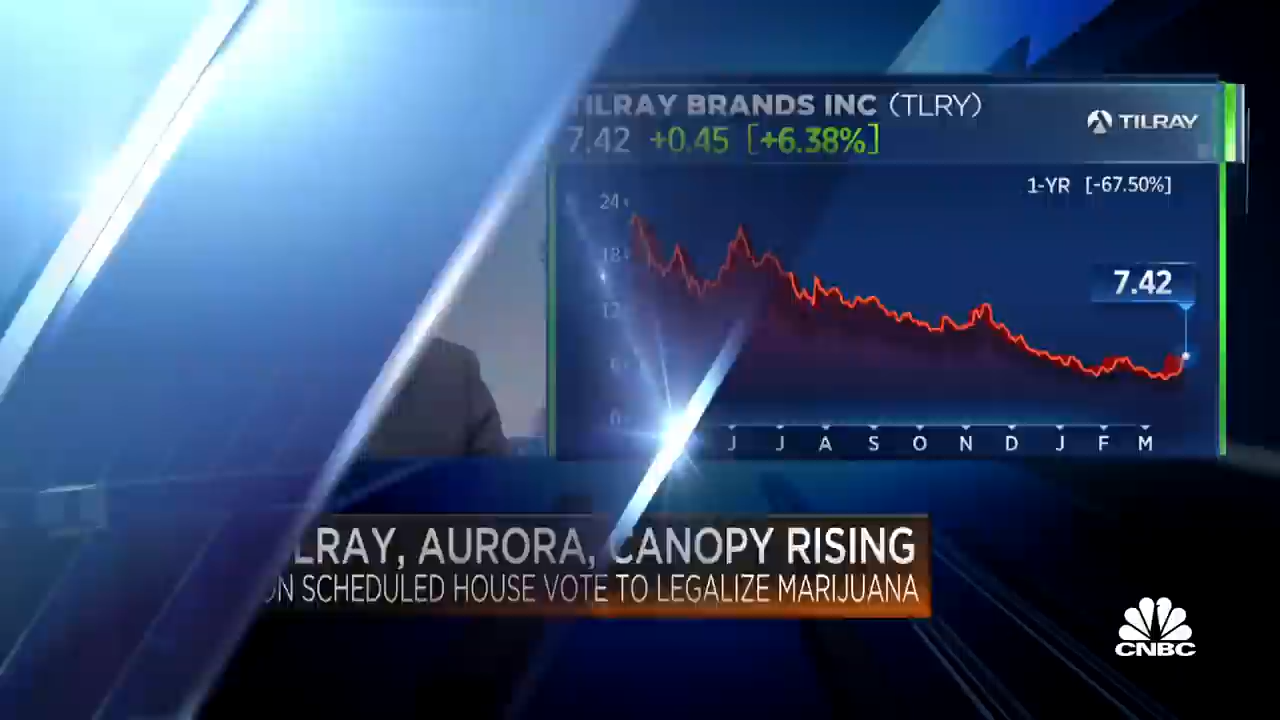 TILRAY BRANDS INC (TLRY)
7.42 +0.45 [+6.38%]
TILRAY
1-YR [-67.50%]
24
18
12
6
0
7.42
J J A S O N D J F M
LRAY, AURORA, CANOPY RISING
ON SCHEDULED HOUSE VOTE TO LEGALIZE MARIJUANA
CNBC